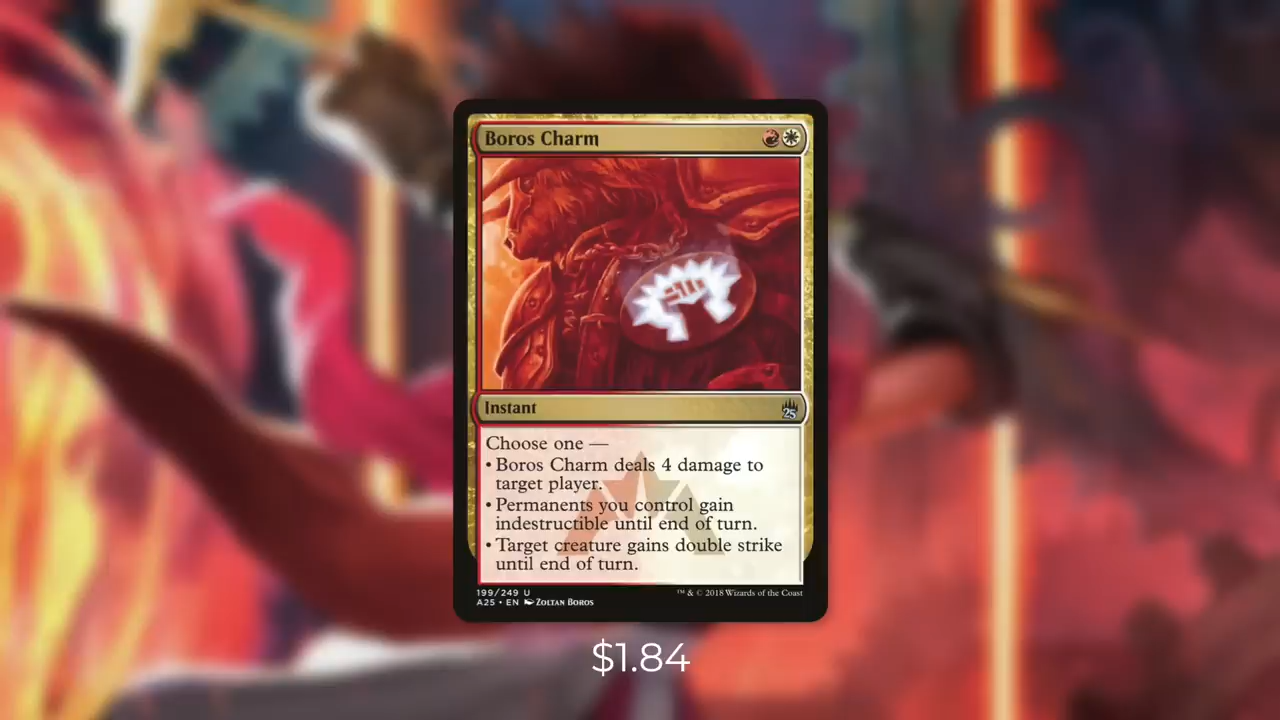 Boros Charm
Instant
25
Choose one —
• Boros Charm deals 4 damage to
target player.
• Permanents you control gain
indestructible until end of turn.
• Target creature gains double strike
until end of turn.
199/249 U
A25 • EN Zoltan Boros
™ & © 2018 Wizards of the Coast
$1.84